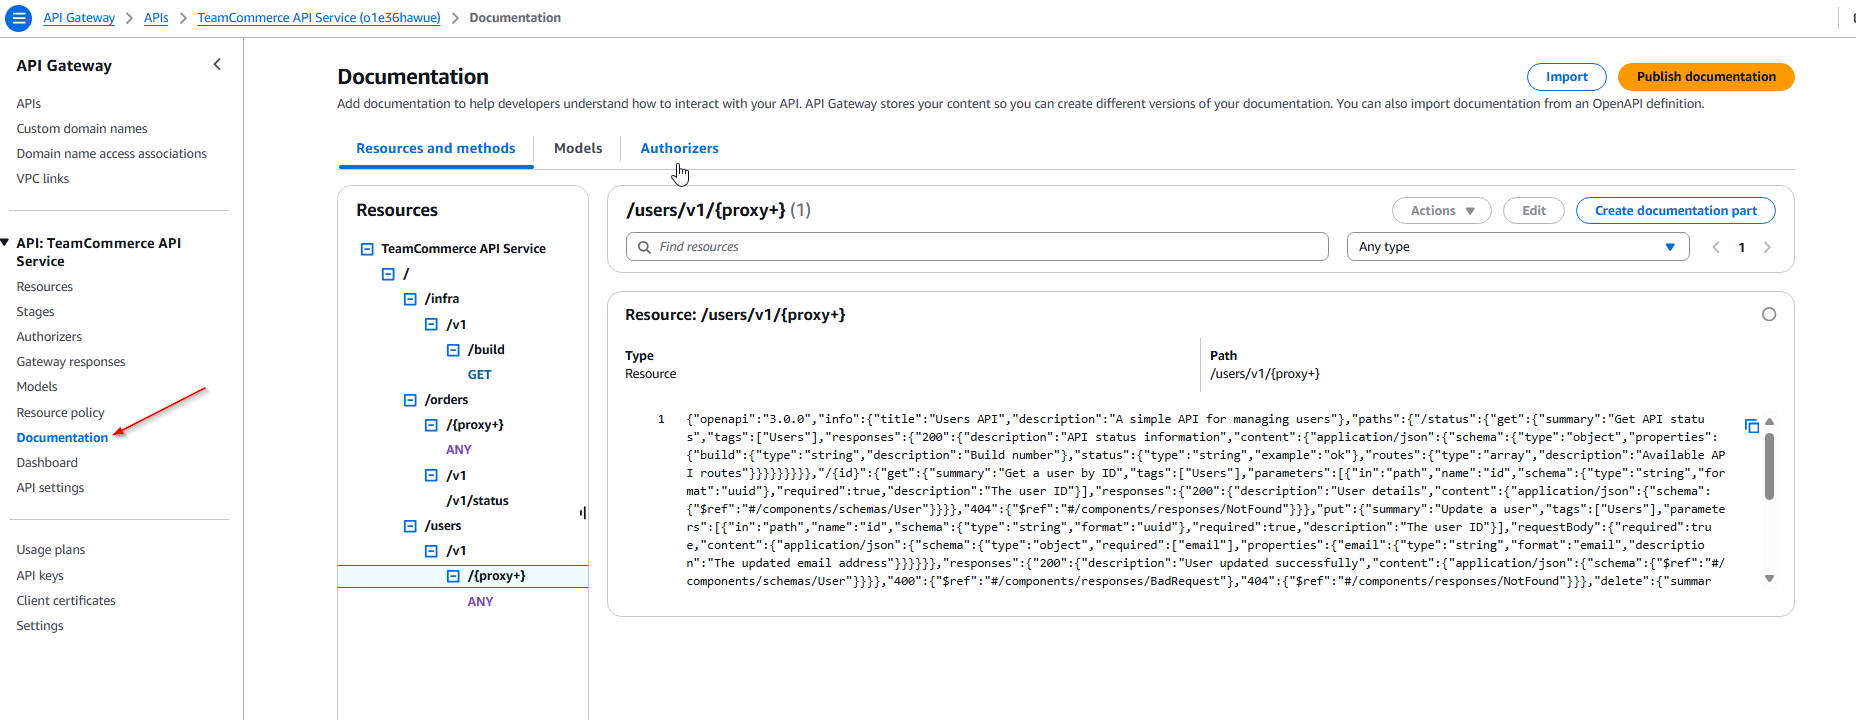 API Gateway > APIs > TeamCommerce API Service (o1e36hawue) > Documentation
API Gateway
APIs
Custom domain names
Domain name access associations
VPC links
API: TeamCommerce API
Service
Resources
Stages
Authorizers
Gateway responses
Models
Resource policy
Documentation
Dashboard
API settings
Usage plans
API keys
Client certificates
Settings
Documentation
Import
Publish documentation
Add documentation to help developers understand how to interact with your API. API Gateway stores your content so you can create different versions of your documentation. You can also import documentation from an OpenAPI definition.
Resources and methods
Models
Authorizers
Resources
TeamCommerce API Service
/
/infra
/v1
/build
GET
/orders
/{proxy+}
ANY
/v1
/v1/status
/users
/v1
/{proxy+}
ANY
/users/v1/{proxy+} (1)
Actions
Edit
Create documentation part
Find resources
Any type
1
Resource: /users/v1/{proxy+}
Type
Resource
Path
/users/v1/{proxy+}
1
{"openapi":"3.0.0","info":{"title":"Users API","description":"A simple API for managing users"},"paths":{"/status":{"get":{"summary":"Get API statu
s","tags":["Users"],"responses":{"200":{"description":"API status information","content":{"application/json":{"schema":{"type":"object","properties":
{"build":{"type":"string","description":"Build number"},"status":{"type":"string","example":"ok"},"routes":{"type":"array","description":"Available AP
I routes"}}}}}}}}},"/{id}":{"get":{"summary":"Get a user by ID","tags":["Users"],"parameters":[{"in":"path","name":"id","schema":{"type":"string","for
mat":"uuid"},"required":true,"description":"The user ID"}],"responses":{"200":{"description":"User details","content":{"application/json":{"schema":
{"$ref":"#/components/schemas/User"}}}},"404":{"$ref":"#/components/responses/NotFound"}}},"put":{"summary":"Update a user","tags":["Users"],"paramete
rs":[{"in":"path","name":"id","schema":{"type":"string","format":"uuid"},"required":true,"description":"The user ID"}],"requestBody":{"required":tru
e,"content":{"application/json":{"schema":{"type":"object","required":["email"],"properties":{"email":{"type":"string","format":"email","descriptio
n":"The updated email address"}}}}}},"responses":{"200":{"description":"User updated successfully","content":{"application/json":{"schema":{"$ref":"#/
components/schemas/User"}}}},"400":{"$ref":"#/components/responses/BadRequest"},"404":{"$ref":"#/components/responses/NotFound"}}},"delete":{"summar